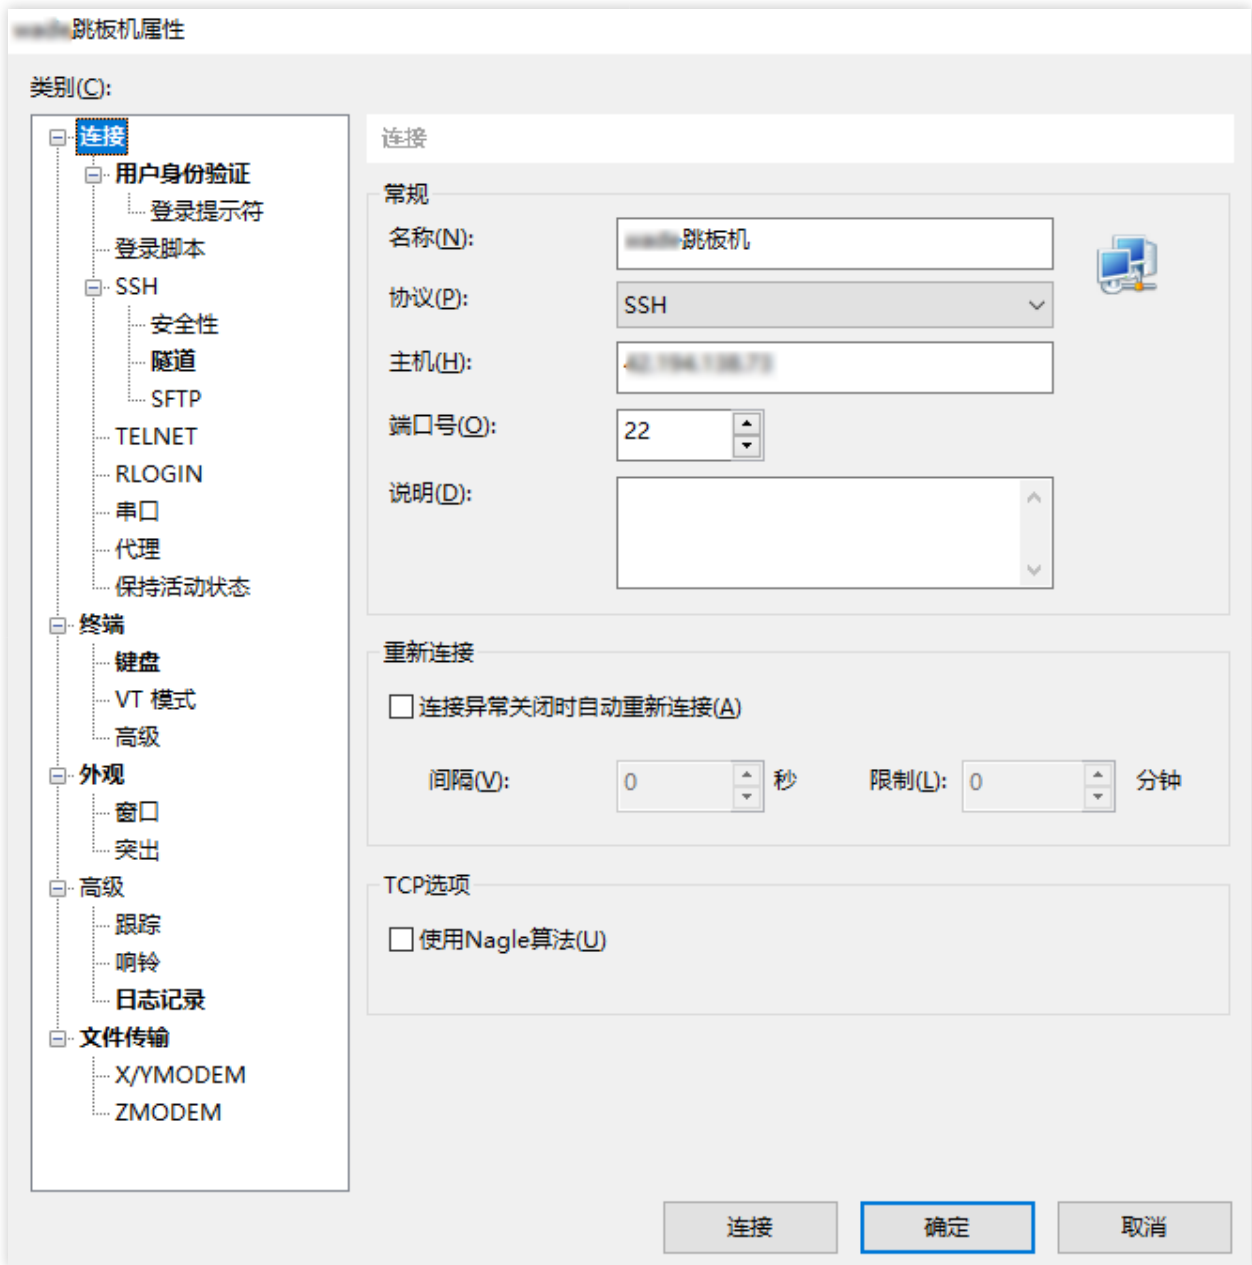 跳板机属性
类别(C):
连接
用户身份验证
登录提示符
登录脚本
SSH
安全性
隧道
SFTP
TELNET
RLOGIN
串口
代理
保持活动状态
终端
键盘
VT 模式
高级
外观
窗口
突出
高级
跟踪
响铃
日志记录
文件传输
X/YMODEM
ZMODEM
连接
常规
名称(N): 跳板机
协议(P): SSH
主机(H):
端口号(O): 22
说明(D):
重新连接
连接异常关闭时自动重新连接(A)
间隔(V): 0 秒 限制(L): 0 分钟
TCP选项
使用Nagle算法(U)
连接 确定 取消